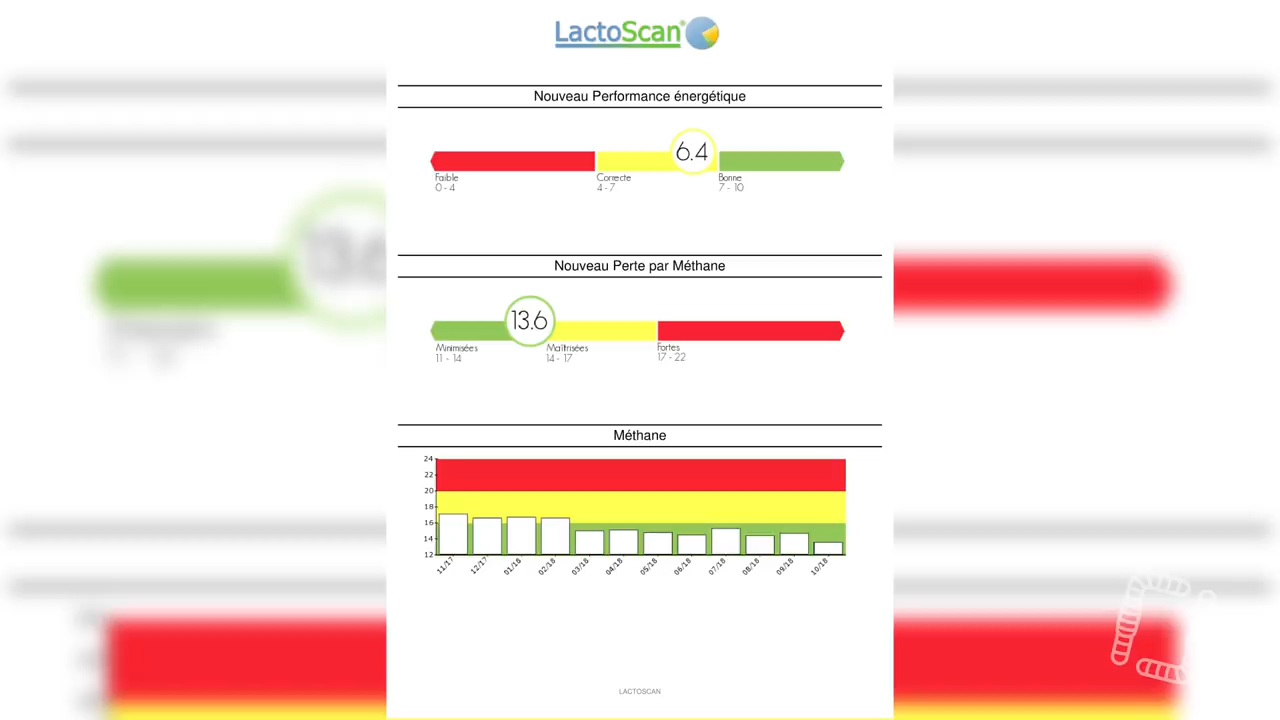 LactoScan®
Nouveau Performance énergétique
6.4
Faible
0 - 4
Correcte
4 - 7
Bonne
7 - 10
Nouveau Perte par Méthane
13.6
Minimisées
11 - 14
Maîtrisées
14 - 17
Fortes
17 - 22
Méthane
24
22
20
18
16
14
12
11/17
12/17
01/18
02/18
03/18
04/18
05/18
06/18
07/18
08/18
09/18
10/18
LACTOSCAN